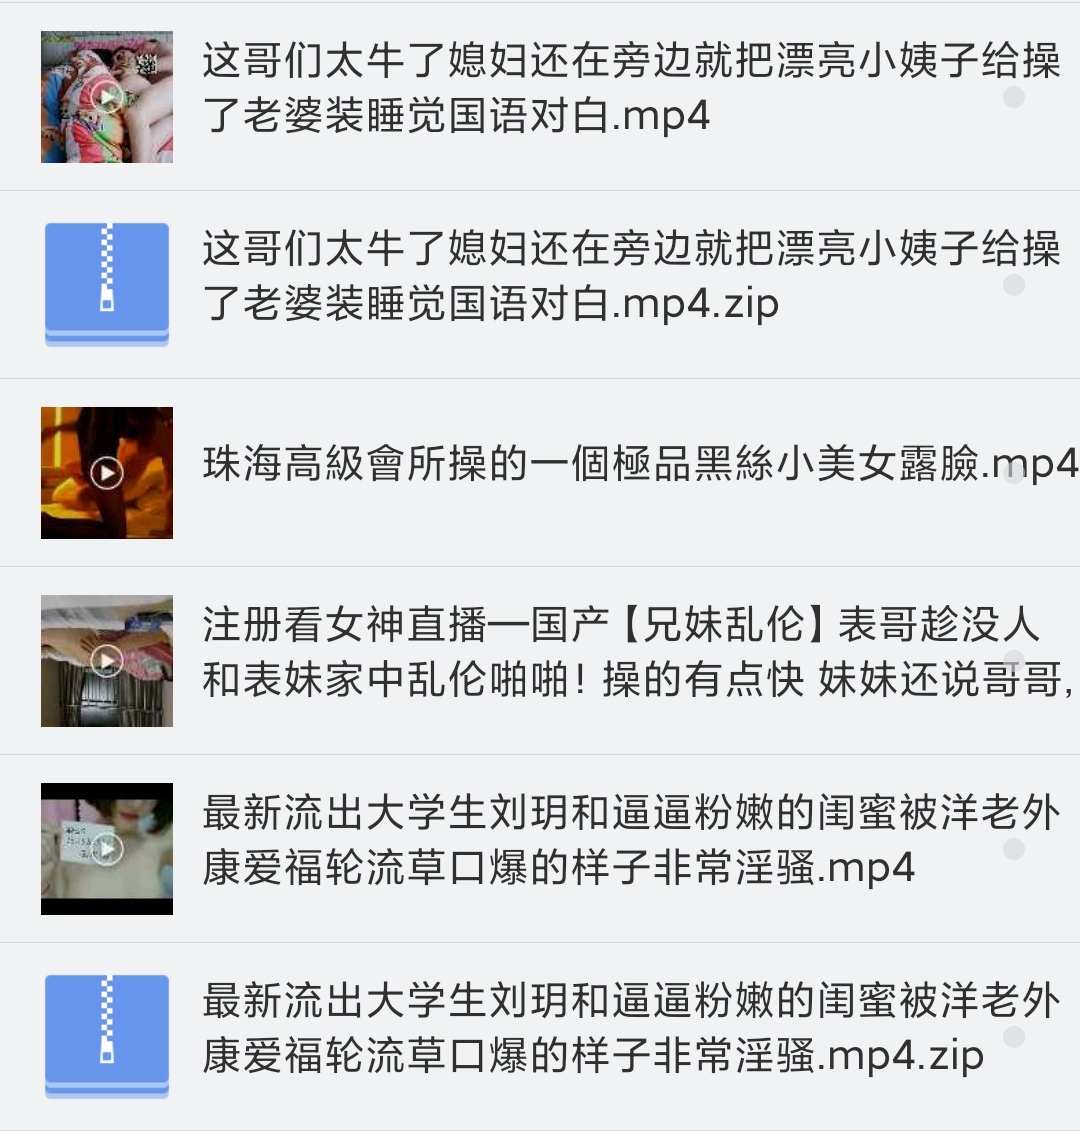 这哥们太牛了媳妇还在旁边就把漂亮小姨子给操
了老婆装睡觉国语对白.mp4
这哥们太牛了媳妇还在旁边就把漂亮小姨子给操
了老婆装睡觉国语对白.mp4.zip
珠海高級會所操的一個極品黑絲小美女露臉.mp4
注册看女神直播—国产【兄妹乱伦】表哥趁没人
和表妹家中乱伦啪啪！操的有点快 妹妹还说哥哥,
最新流出大学生刘玥和逼逼粉嫩的闺蜜被洋老外
康爱福轮流草口爆的样子非常淫骚.mp4
最新流出大学生刘玥和逼逼粉嫩的闺蜜被洋老外
康爱福轮流草口爆的样子非常淫骚.mp4.zip